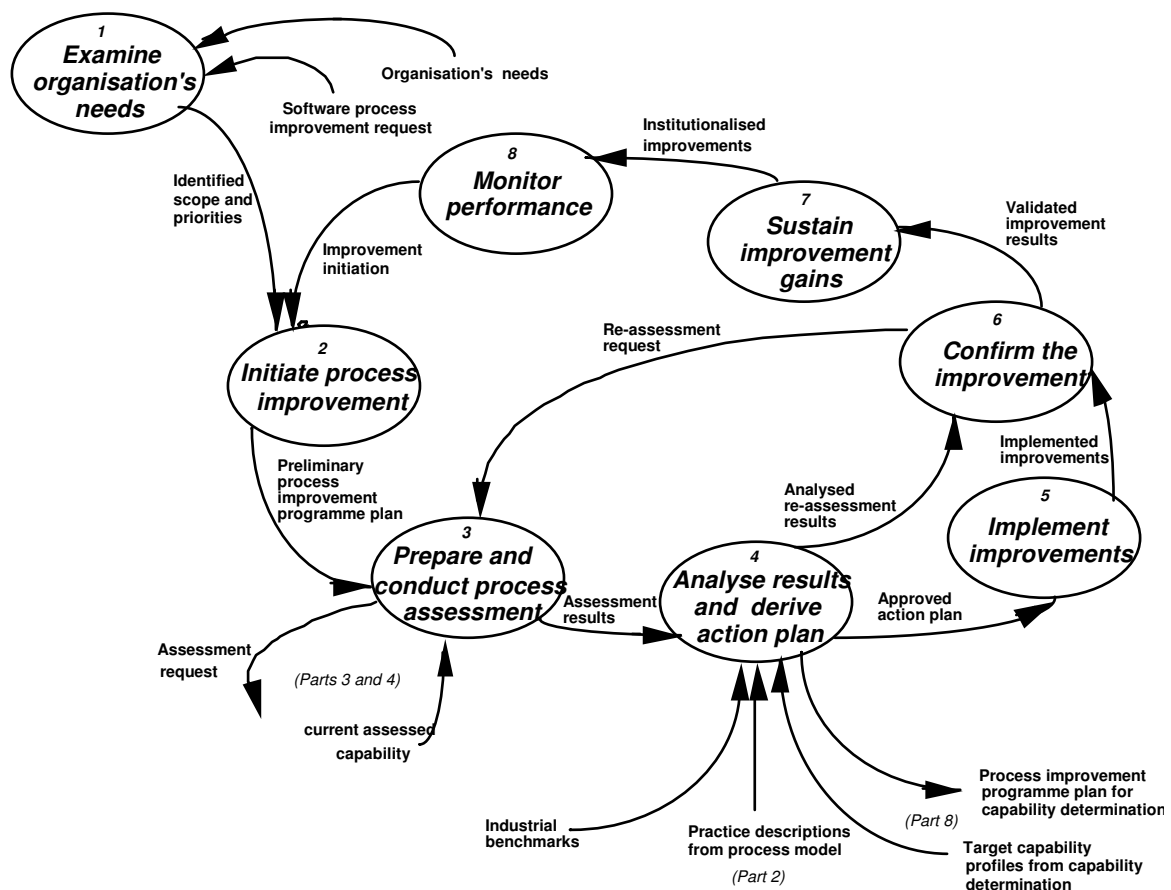 1
Examine
organisation's
needs
Organisation's needs
Software process
improvement request
Institutionalised
improvements
8
Monitor
performance
7
Sustain
improvement
gains
Validated
improvement
results
Identified
scope and
priorities
Improvement
initiation
2
Initiate process
improvement
Re-assessment
request
6
Confirm the
improvement
Preliminary
process
improvement
programme plan
Implemented
improvements
Analysed
re-assessment
results
5
Implement
improvements
3
Prepare and
conduct process
assessment
Assessment
results
4
Analyse results
and derive
action plan
Approved
action plan
Assessment
request
(Parts 3 and 4)
current assessed
capability
Industrial
benchmarks
Practice descriptions
from process model
(Part 2)
Process improvement
programme plan for
capability determination
(Part 8)
Target capability
profiles from capability
determination